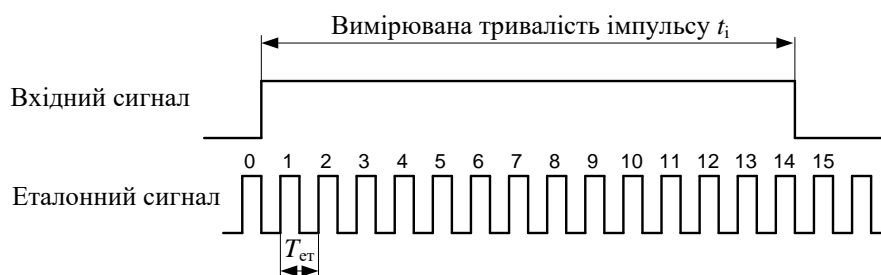 Вимірювана тривалість імпульсу tі
Вхідний сигнал
0 1 2 3 4 5 6 7 8 9 10 11 12 13 14 15
Еталонний сигнал
Tет